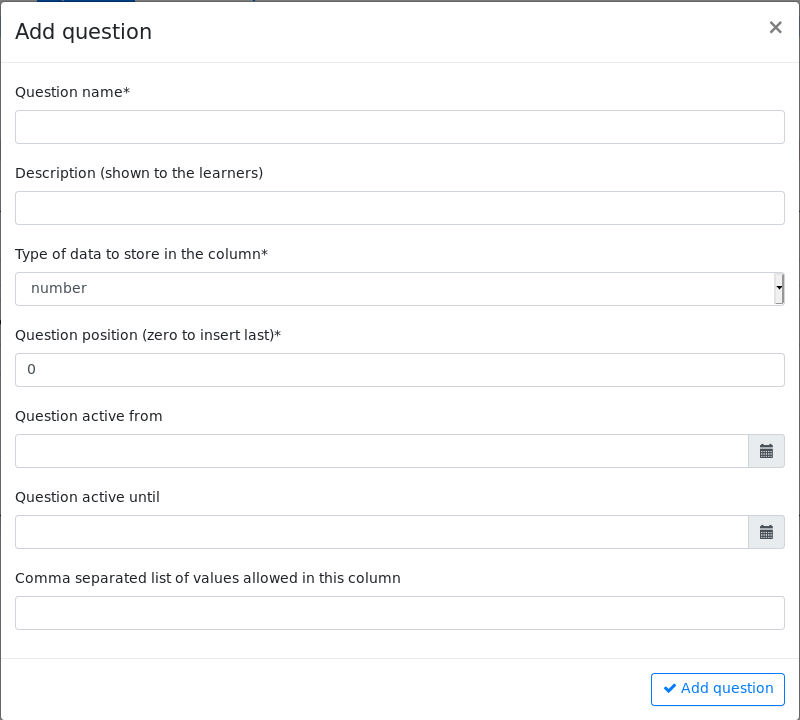 Add question
×
Question name*
Description (shown to the learners)
Type of data to store in the column*
number
Question position (zero to insert last)*
0
Question active from
Question active until
Comma separated list of values allowed in this column
Add question